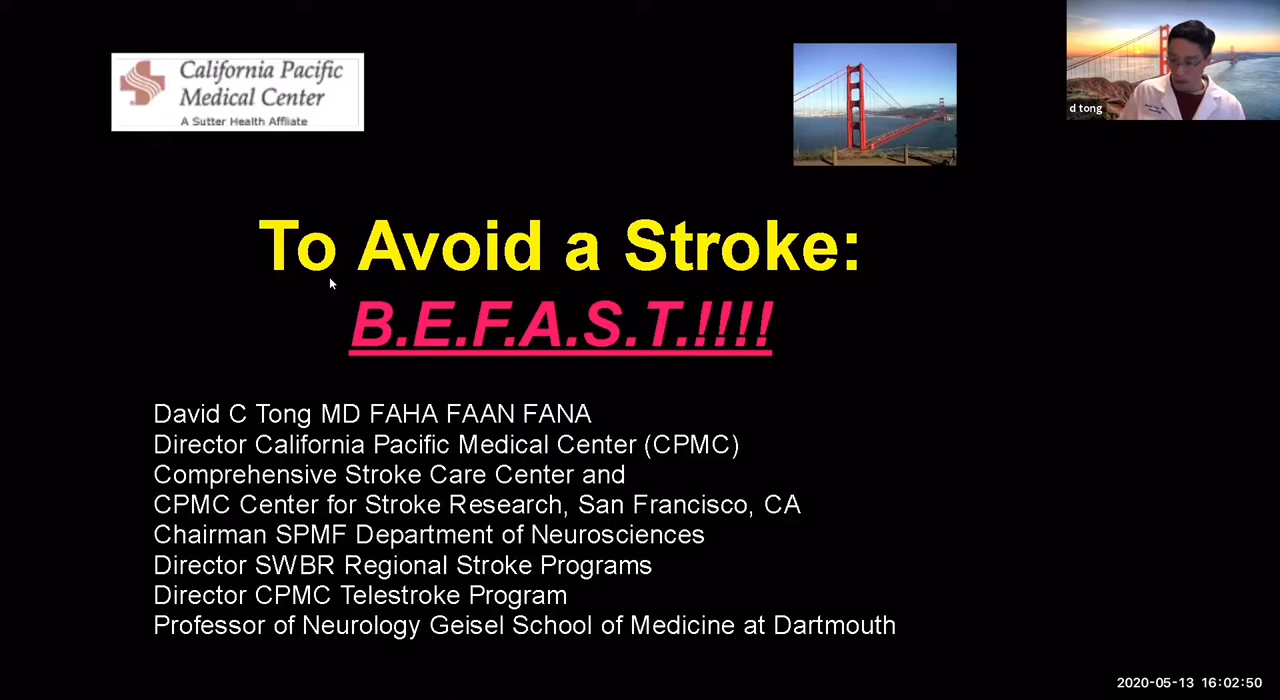 California Pacific
Medical Center
A Sutter Health Affliate
d tong
To Avoid a Stroke:
B.E.F.A.S.T.!!!!
David C Tong MD FAHA FAAN FANA
Director California Pacific Medical Center (CPMC)
Comprehensive Stroke Care Center and
CPMC Center for Stroke Research, San Francisco, CA
Chairman SPMF Department of Neurosciences
Director SWBR Regional Stroke Programs
Director CPMC Telestroke Program
Professor of Neurology Geisel School of Medicine at Dartmouth
2020-05-13 16:02:50